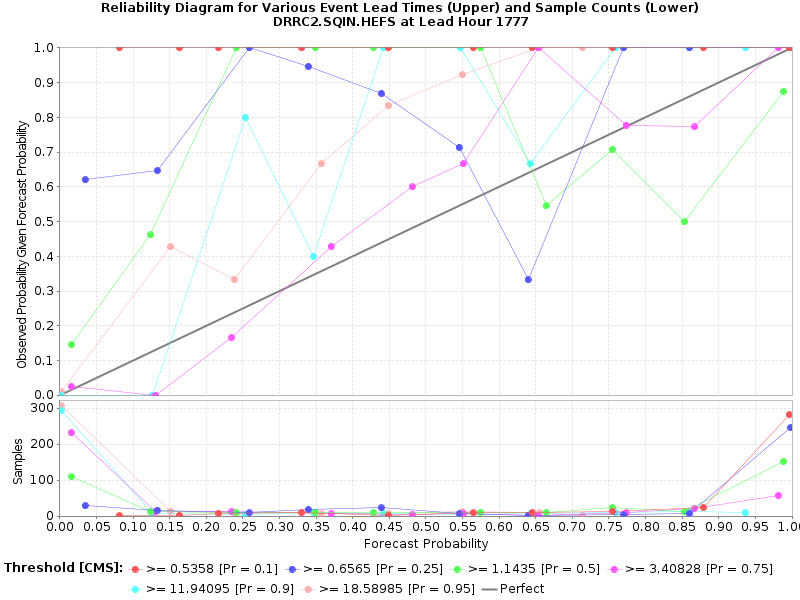 Reliability Diagram for Various Event Lead Times (Upper) and Sample Counts (Lower)
DRRC2.SQIN.HEFS at Lead Hour 1777
Observed Probability Given Forecast Probability
1.0
0.9
0.8
0.7
0.6
0.5
0.4
0.3
0.2
0.1
0.0
Samples
300
200
100
0
0.00 0.05 0.10 0.15 0.20 0.25 0.30 0.35 0.40 0.45 0.50 0.55 0.60 0.65 0.70 0.75 0.80 0.85 0.90 0.95 1.00
Forecast Probability
Threshold [CMS]: >= 0.5358 [Pr = 0.1] >= 0.6565 [Pr = 0.25] >= 1.1435 [Pr = 0.5] >= 3.40828 [Pr = 0.75]
>= 11.94095 [Pr = 0.9] >= 18.58985 [Pr = 0.95] Perfect